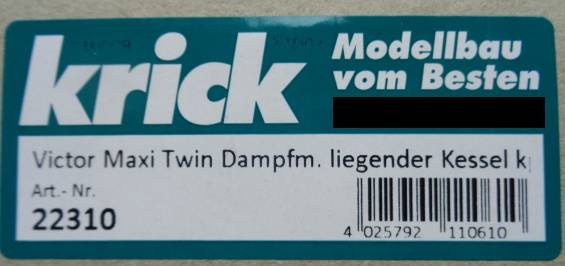 krick
Modellbau
vom Besten
Victor Maxi Twin Dampfm. liegender Kessel k
Art.- Nr.
22310
4 025792 110610